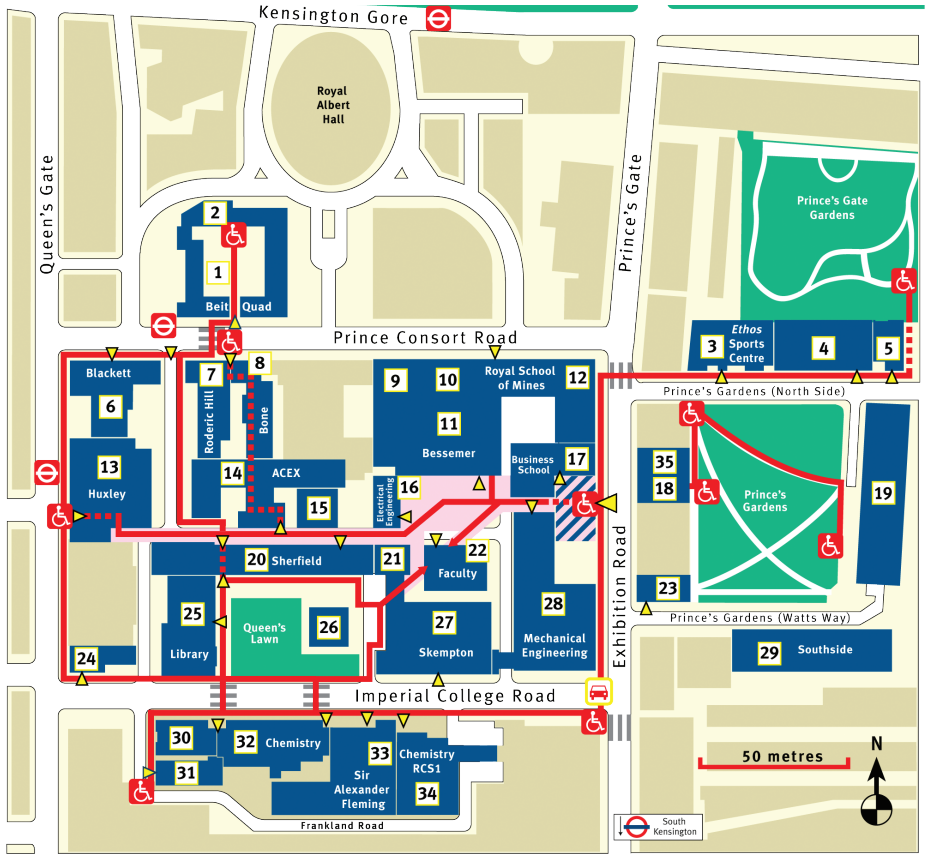 Kensington Gore
Royal
Albert
Hall
Queen's Gate
Prince's Gate
Prince's Gate
Gardens
2
1
Beit Quad
Prince Consort Road
Ethos
Sports
Centre
3
4
5
Prince's Gardens (North Side)
Blackett
6
13
Huxley
7
8
Roderic Hill
Bone
14
ACEX
15
9
10
Royal School
of Mines
12
11
Bessemer
Business
School
17
16
Electrical
Engineering
35
18
Prince's
Gardens
19
20
Sherfield
21
22
Faculty
23
Exhibition Road
Prince's Gardens (Watts Way)
25
Library
Queen's
Lawn
26
27
Skempton
28
Mechanical
Engineering
24
29
Southside
Imperial College Road
30
31
32
Chemistry
33
Sir
Alexander
Fleming
Chemistry
RCS1
34
Frankland Road
50 metres
N
South
Kensington